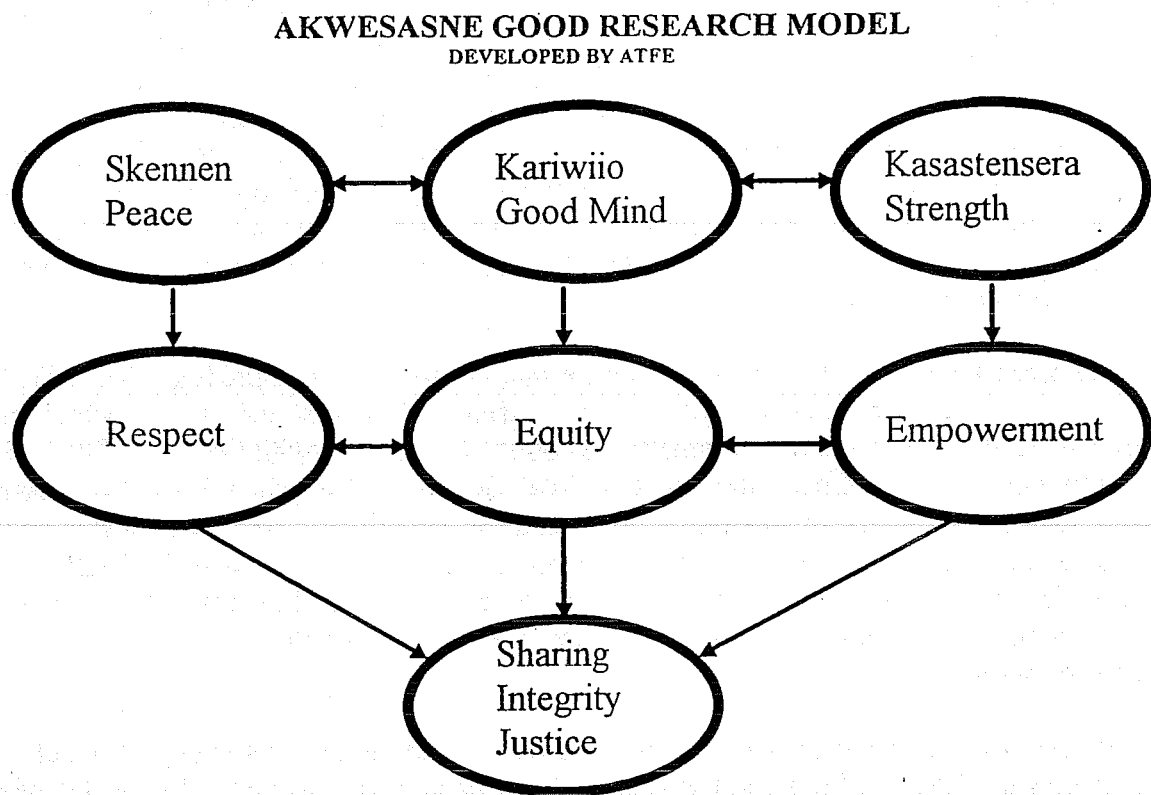 AKWESASNE GOOD RESEARCH MODEL
DEVELOPED BY ATFE
Skennen
Peace
Kariwiio
Good Mind
Kasastensera
Strength
Respect
Equity
Empowerment
Sharing
Integrity
Justice